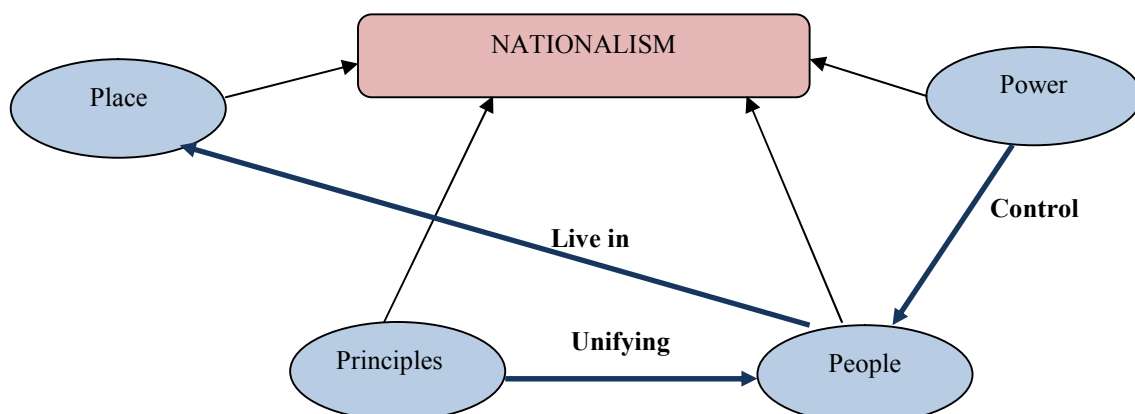 NATIONALISM
Place
Power
Control
Live in
Unifying
Principles
People